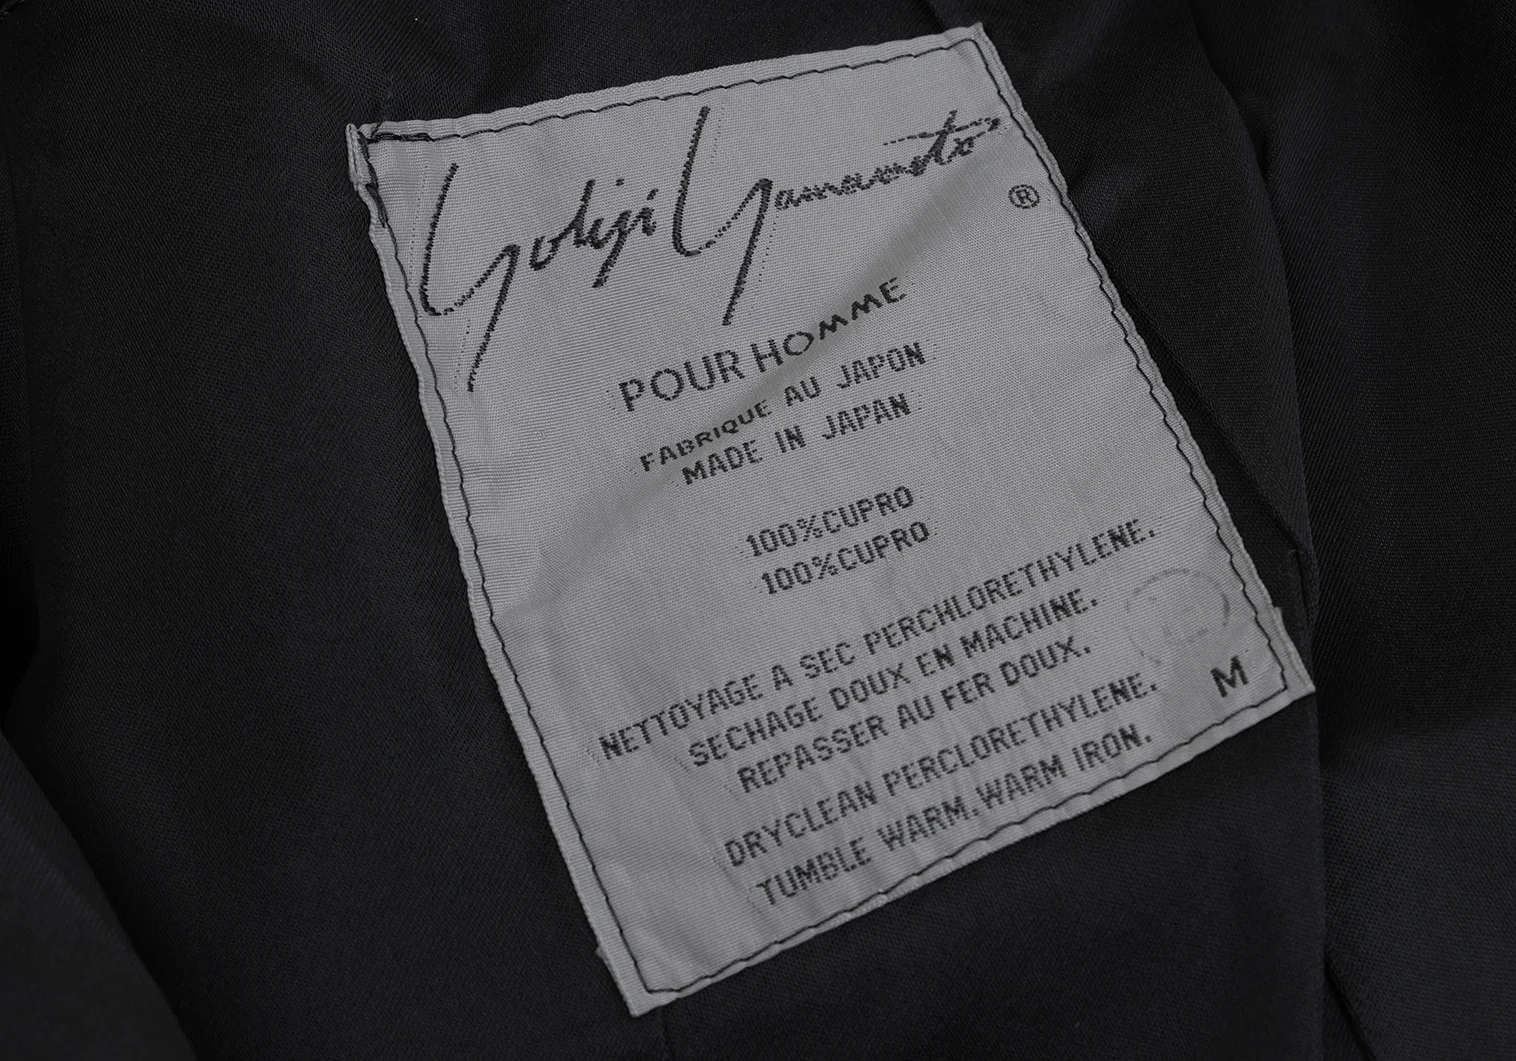 Yohji Yamamoto
®
POUR HOMME
FABRIQUE AU JAPON
MADE IN JAPAN
100%CUPRO
100%CUPRO
NETTOYAGE A SEC PERCHLORETHYLENE.
SECHAGE DOUX EN MACHINE.
REPASSER AU FER DOUX.
DRYCLEAN PERCLORETHYLENE.
TUMBLE WARM.WARM IRON.
M